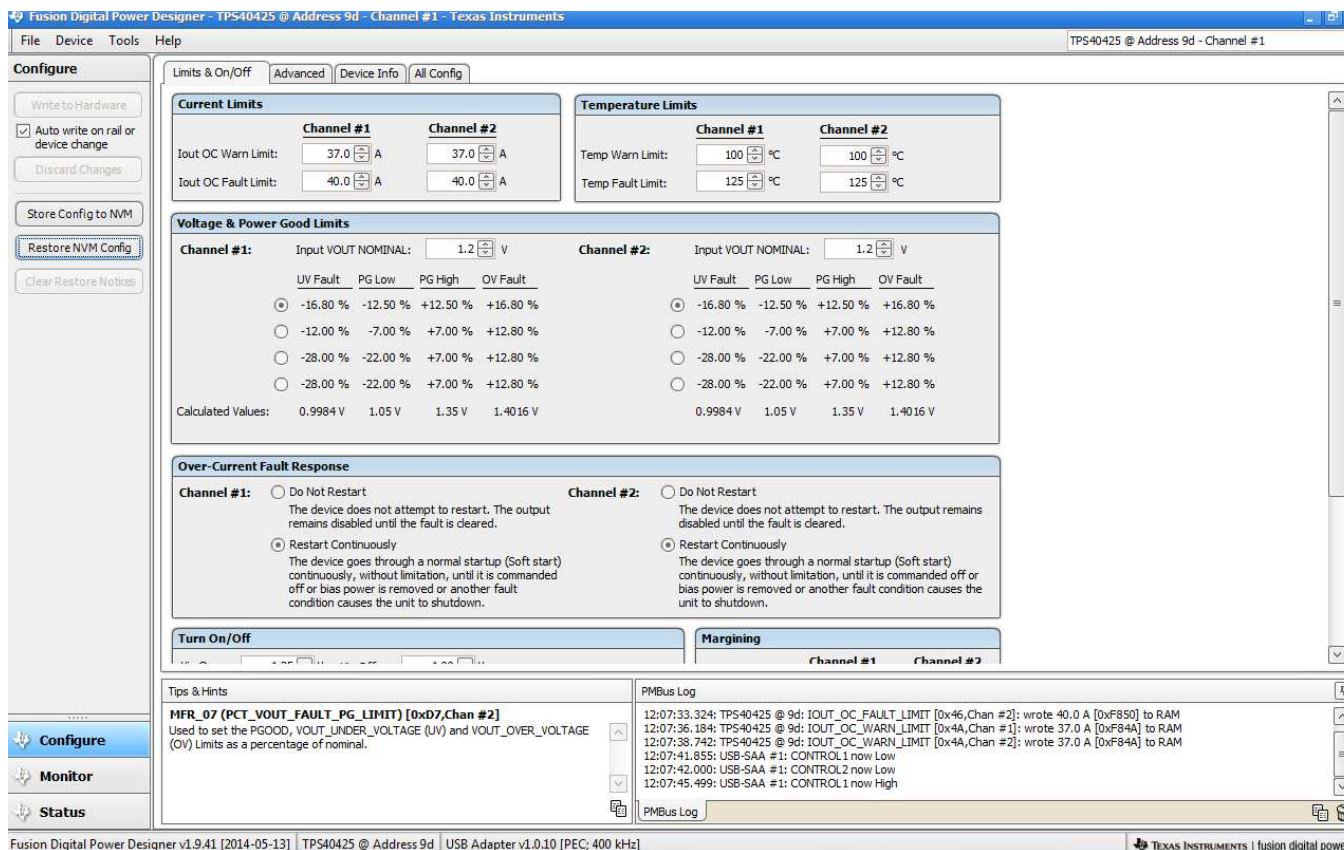 Fusion Digital Power Designer - TPS40425 @ Address 9d - Channel #1 - Texas Instruments
File Device Tools Help
TPS40425 @ Address 9d - Channel #1
Configure
Write to Hardware
Auto write on rail or
device change
Discard Changes
Store Config to NVM
Restore NVM Config
Clear Restore Notices
Limits & On/Off Advanced Device Info All Config
Current Limits
Channel #1 Channel #2
Iout OC Warn Limit: 37.0 A 37.0 A
Iout OC Fault Limit: 40.0 A 40.0 A
Temperature Limits
Channel #1 Channel #2
Temp Warn Limit: 100 ºC 100 ºC
Temp Fault Limit: 125 ºC 125 ºC
Voltage & Power Good Limits
Channel #1: Input VOUT NOMINAL: 1.2 V
UV Fault PG Low PG High OV Fault
-16.80 % -12.50 % +12.50 % +16.80 %
-12.00 % -7.00 % +7.00 % +12.80 %
-28.00 % -22.00 % +7.00 % +12.80 %
-28.00 % -22.00 % +7.00 % +12.80 %
Calculated Values: 0.9984 V 1.05 V 1.35 V 1.4016 V
Channel #2: Input VOUT NOMINAL: 1.2 V
UV Fault PG Low PG High OV Fault
-16.80 % -12.50 % +12.50 % +16.80 %
-12.00 % -7.00 % +7.00 % +12.80 %
-28.00 % -22.00 % +7.00 % +12.80 %
-28.00 % -22.00 % +7.00 % +12.80 %
0.9984 V 1.05 V 1.35 V 1.4016 V
Over-Current Fault Response
Channel #1: Do Not Restart
The device does not attempt to restart. The output
remains disabled until the fault is cleared.
Restart Continuously
The device goes through a normal startup (Soft start)
continuously, without limitation, until it is commanded
off or bias power is removed or another fault
condition causes the unit to shutdown.
Channel #2: Do Not Restart
The device does not attempt to restart. The output remains
disabled until the fault is cleared.
Restart Continuously
The device goes through a normal startup (Soft start)
continuously, without limitation, until it is commanded off or
bias power is removed or another fault condition causes the
unit to shutdown.
Turn On/Off
Margining
Channel #1 Channel #2
Configure
Monitor
Status
Tips & Hints
MFR_07 (PCT_VOUT_FAULT_PG_LIMIT) [0xD7,Chan #2]
Used to set the PGOOD, VOUT_UNDER_VOLTAGE (UV) and VOUT_OVER_VOLTAGE
(OV) Limits as a percentage of nominal.
PMBus Log
12:07:33.324: TPS40425 @ 9d: IOUT_OC_FAULT_LIMIT [0x46,Chan #2]: wrote 40.0 A [0xF850] to RAM
12:07:36.184: TPS40425 @ 9d: IOUT_OC_WARN_LIMIT [0x4A,Chan #1]: wrote 37.0 A [0xF84A] to RAM
12:07:38.742: TPS40425 @ 9d: IOUT_OC_WARN_LIMIT [0x4A,Chan #2]: wrote 37.0 A [0xF84A] to RAM
12:07:41.855: USB-SAA #1: CONTROL1 now Low
12:07:42.000: USB-SAA #1: CONTROL2 now Low
12:07:45.499: USB-SAA #1: CONTROL1 now High
PMBus Log
Fusion Digital Power Designer v1.9.41 [2014-05-13] TPS40425 @ Address 9d USB Adapter v1.0.10 [PEC; 400 kHz]
TEXAS INSTRUMENTS | fusion digital power